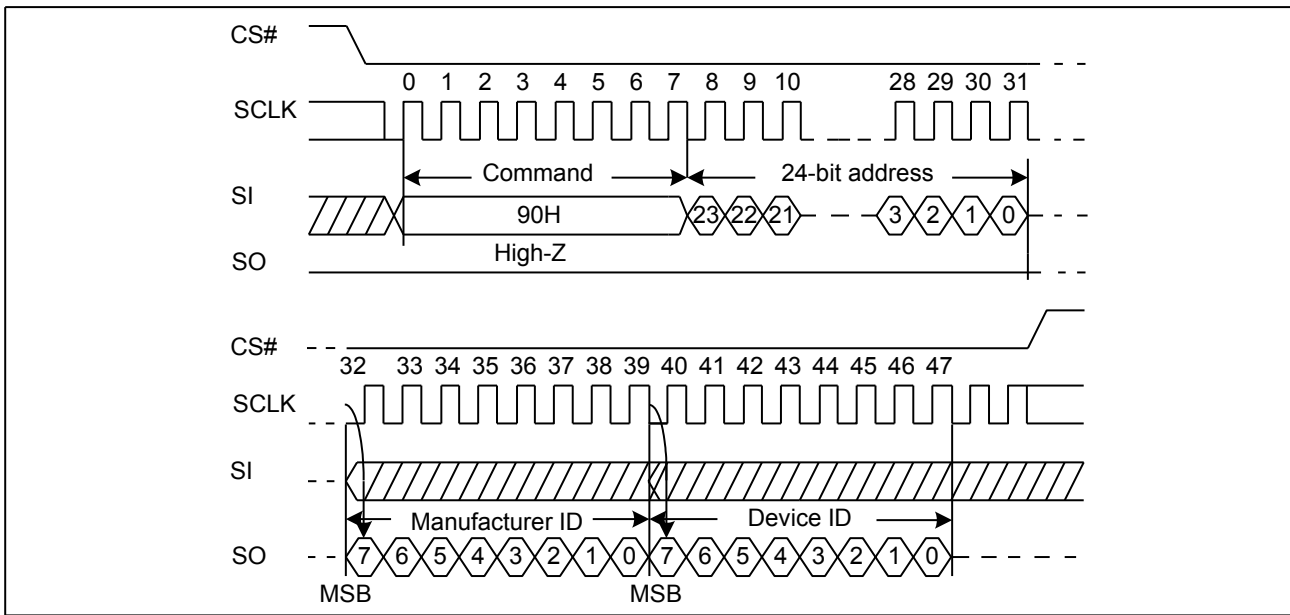 CS#
0 1 2 3 4 5 6 7 8 9 10 28 29 30 31
SCLK
Command 24-bit address
SI
90H 23 22 21 3 2 1 0
High-Z
SO
CS#
32 33 34 35 36 37 38 39 40 41 42 43 44 45 46 47
SCLK
SI
Manufacturer ID Device ID
SO 7 6 5 4 3 2 1 0 7 6 5 4 3 2 1 0
MSB MSB